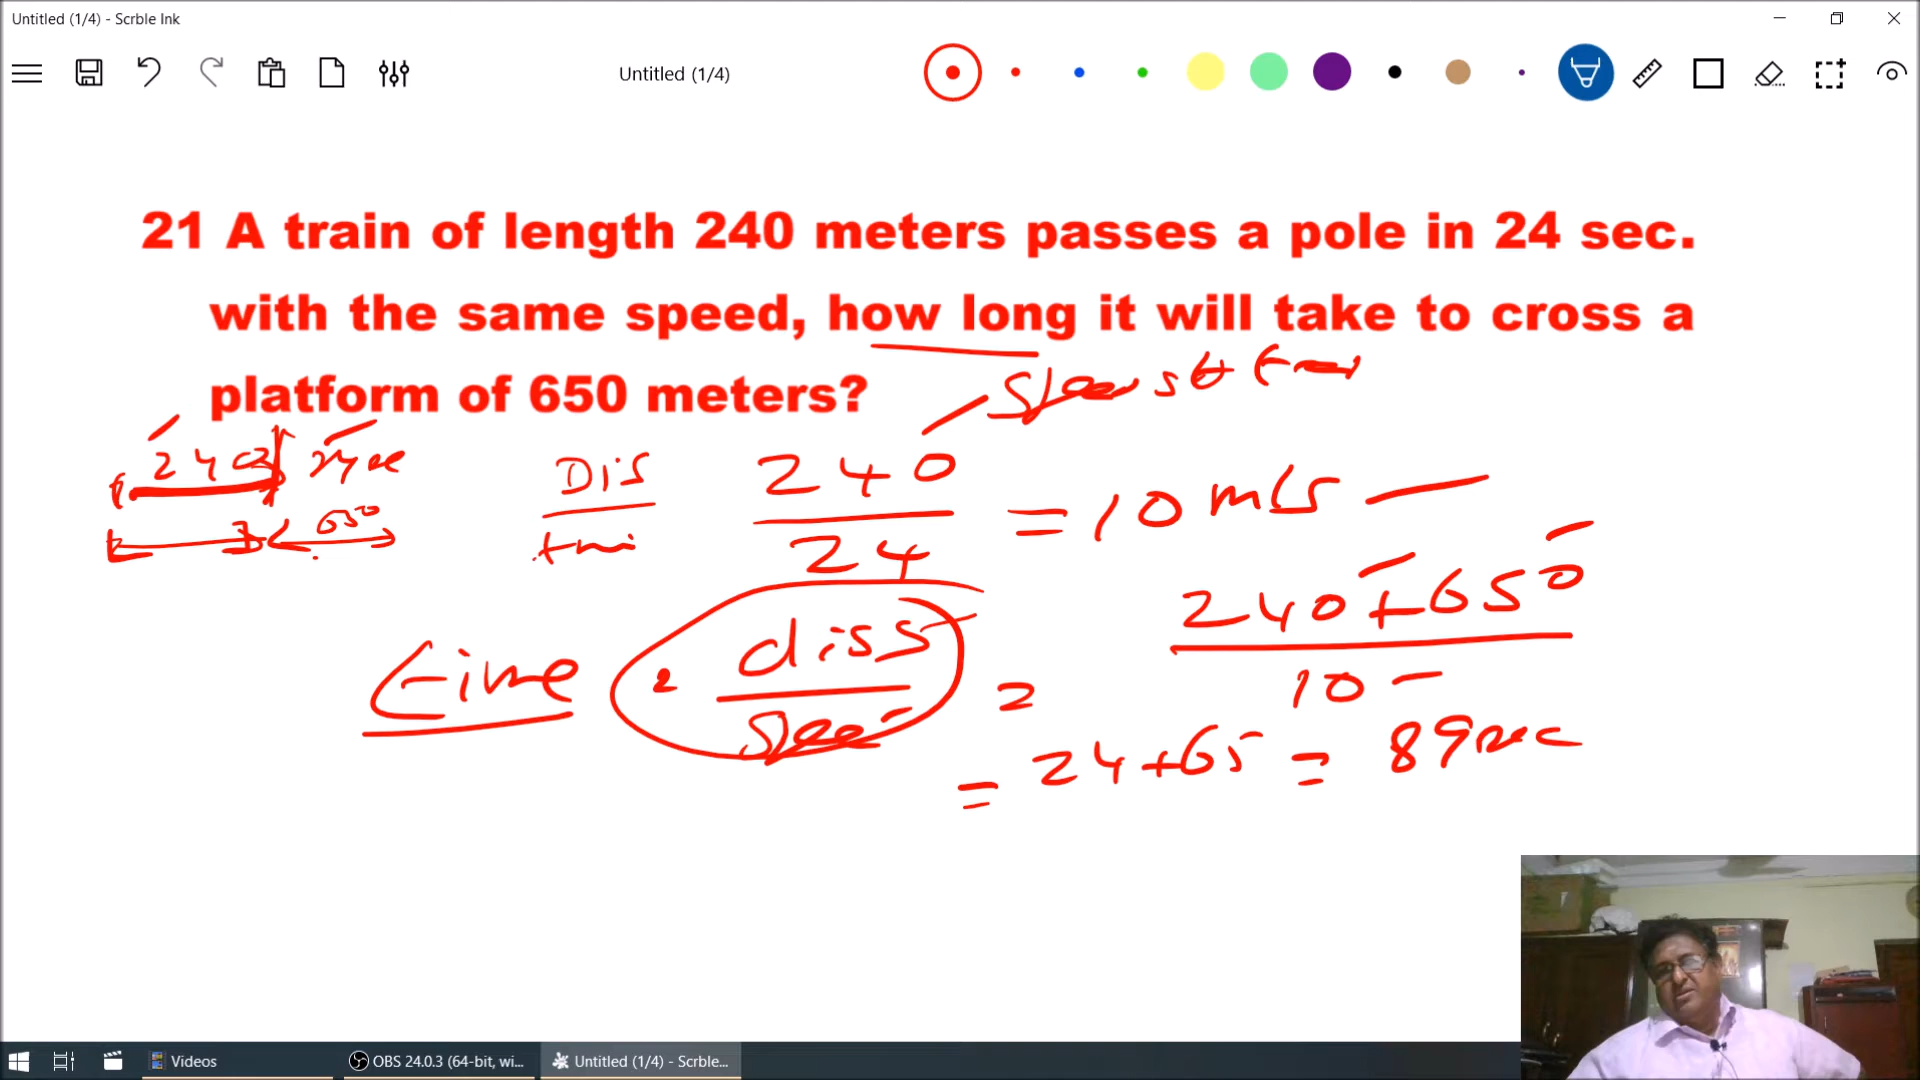 Untitled (1/4) - Scrble Ink
Untitled (1/4)
21 A train of length 240 meters passes a pole in 24 sec.
with the same speed, how long it will take to cross a
platform of 650 meters?
240
650
Dis
240
24
= 10 m/s
time = diss
240+650
10
= 24+65 = 89 sec
Videos
OBS 24.0.3 (64-bit, wi...
Untitled (1/4) - Scrble...